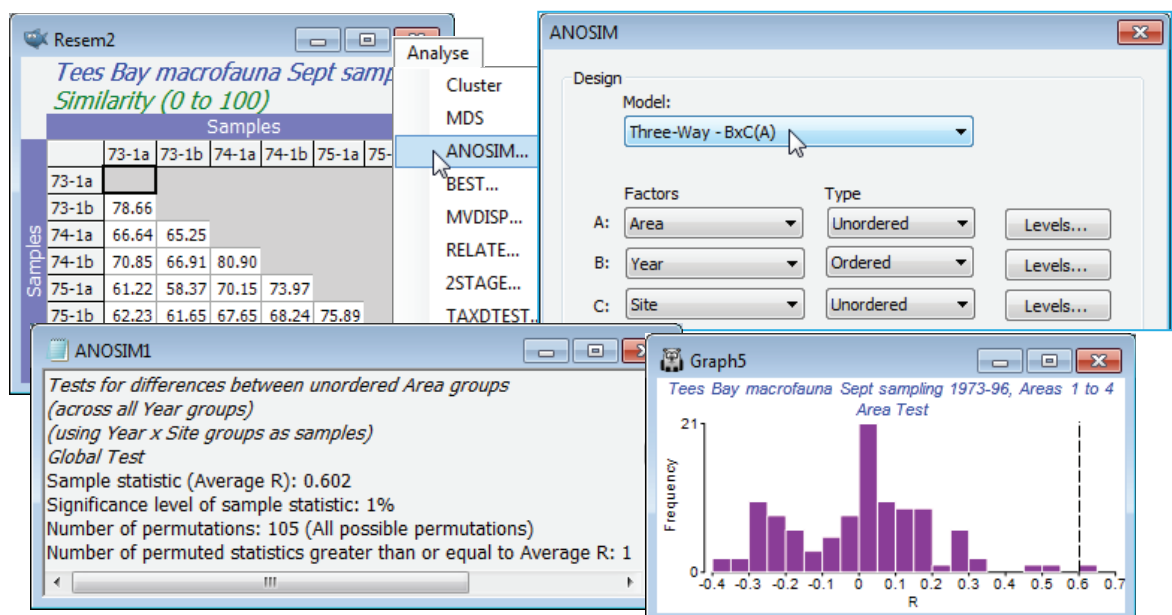 Resem2
Tees Bay macrofauna Sept samp
Similarity (0 to 100)
Samples
73-1a 73-1b 74-1a 74-1b 75-1a 75-
Samples
73-1a
73-1b 78.66
74-1a 66.64 65.25
74-1b 70.85 66.91 80.90
75-1a 61.22 58.37 70.15 73.97
75-1b 62.23 61.65 67.65 68.24 75.89
Analyse
Cluster
MDS
ANOSIM...
BEST...
MVDISP...
RELATE...
2STAGE...
TAXDTEST..
ANOSIM
Design
Model:
Three-Way - BxC(A)
Factors Type
A: Area Unordered Levels...
B: Year Ordered Levels...
C: Site Unordered Levels...
ANOSIM1
Tests for differences between unordered Area groups
(across all Year groups)
(using Year x Site groups as samples)
Global Test
Sample statistic (Average R): 0.602
Significance level of sample statistic: 1%
Number of permutations: 105 (All possible permutations)
Number of permuted statistics greater than or equal to Average R: 1
Graph5
Tees Bay macrofauna Sept sampling 1973-96, Areas 1 to 4
Area Test
21
Frequency
0
-0.4 -0.3 -0.2 -0.1 0 0.1 0.2 0.3 0.4 0.5 0.6 0.7
R